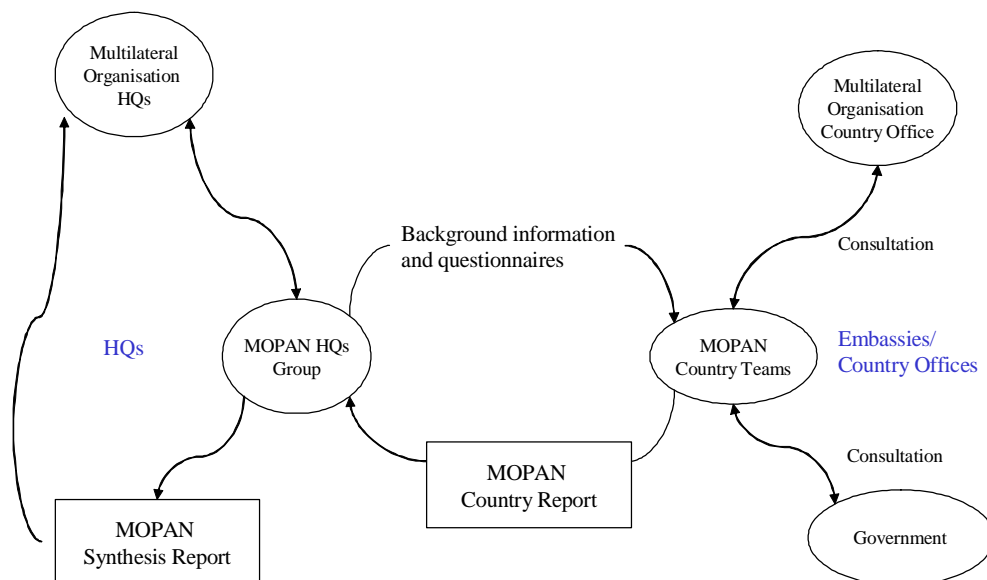 Multilateral
Organisation
HQs
Multilateral
Organisation
Country Office
Background information
and questionnaires
Consultation
HQs
MOPAN HQs
Group
MOPAN
Country Teams
Embassies/
Country Offices
MOPAN
Country Report
Consultation
MOPAN
Synthesis Report
Government